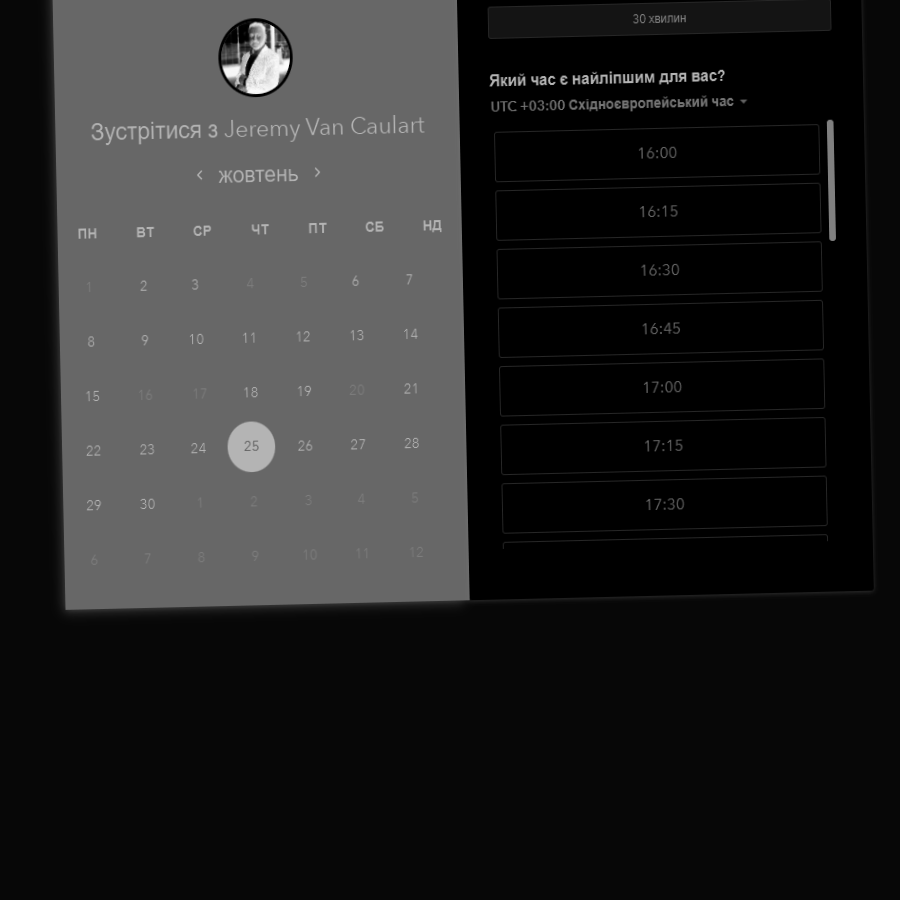 Зустрітися з Jeremy Van Caulart
‹ жовтень ›
ПН ВТ СР ЧТ ПТ СБ НД
1 2 3 4 5 6 7
8 9 10 11 12 13 14
15 16 17 18 19 20 21
22 23 24 25 26 27 28
29 30 1 2 3 4 5
6 7 8 9 10 11 12
30 хвилин
Який час є найліпшим для вас?
UTC +03:00 Східноєвропейський час
16:00
16:15
16:30
16:45
17:00
17:15
17:30